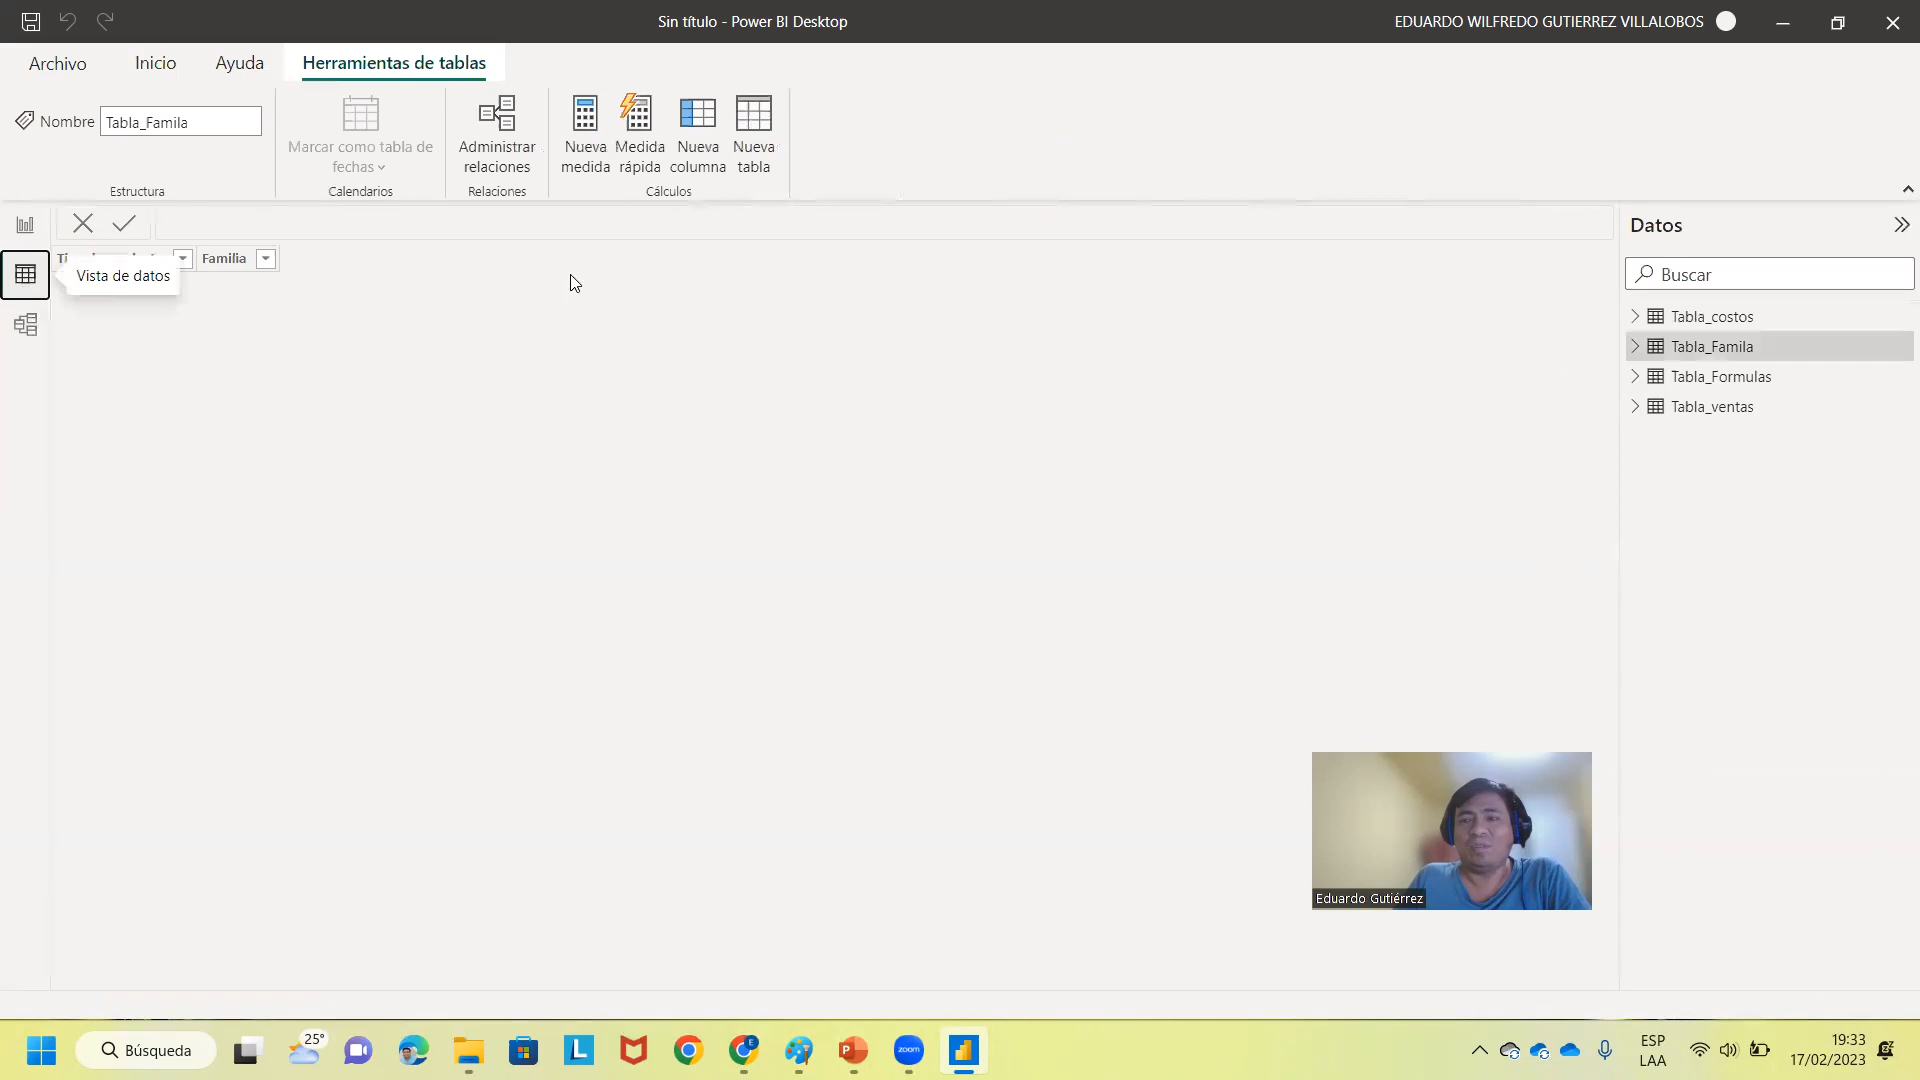 Sin título - Power BI Desktop
EDUARDO WILFREDO GUTIERREZ VILLALOBOS
Archivo
Inicio
Ayuda
Herramientas de tablas
Nombre
Tabla_Famila
Marcar como tabla de
fechas
Administrar
relaciones
Nueva
medida
Medida
rápida
Nueva
columna
Nueva
tabla
Estructura
Calendarios
Relaciones
Cálculos
Familia
Vista de datos
Datos
Buscar
Tabla_costos
Tabla_Famila
Tabla_Formulas
Tabla_ventas
Eduardo Gutiérrez
Búsqueda
25°
E
L
zoom
ESP
LAA
19:33
17/02/2023